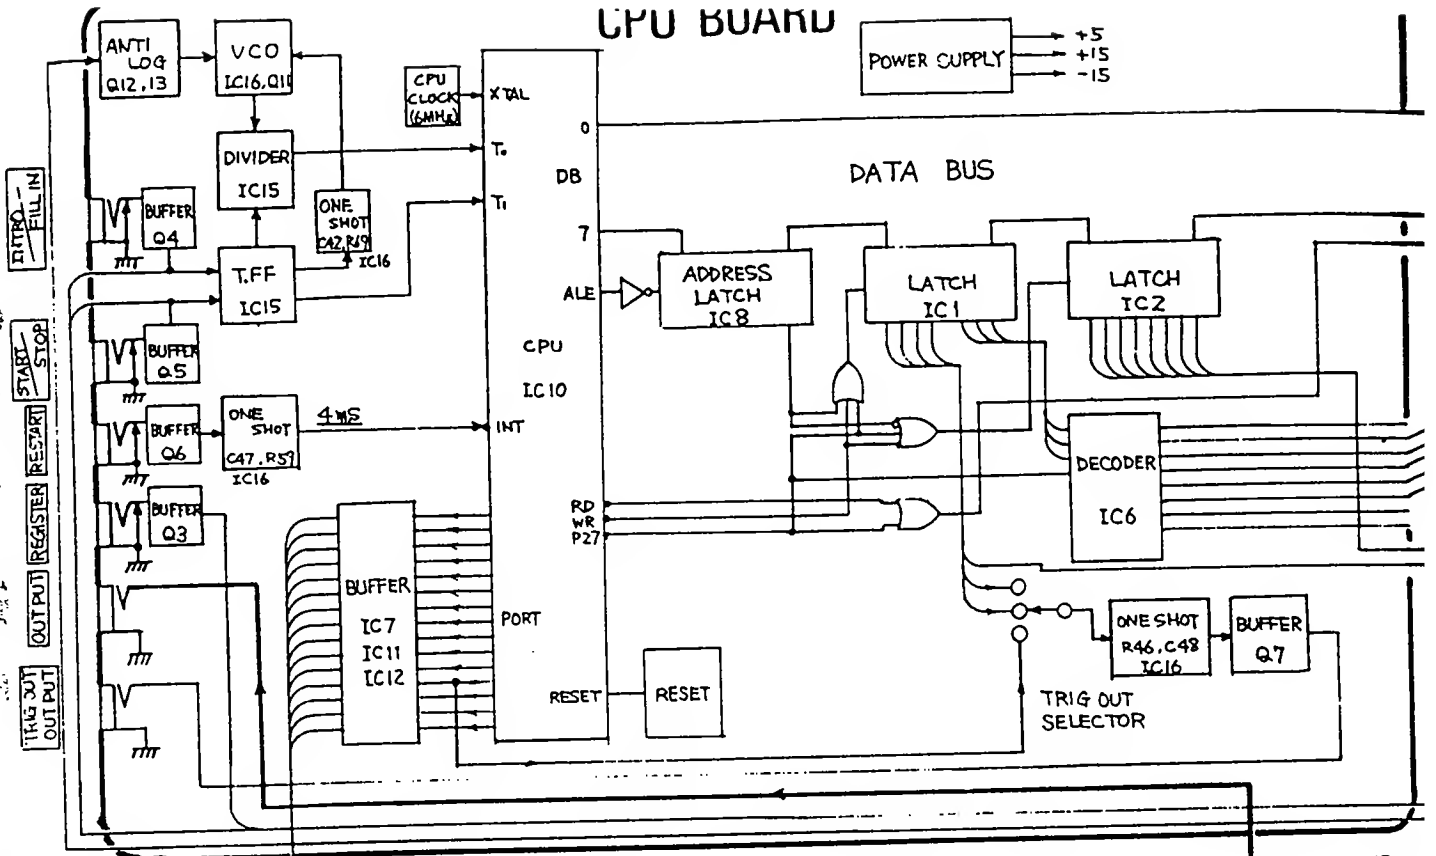 CPU BOARD
ANTI
LOG
Q12,13
VCO
IC16,Q11
CPU
CLOCK
(6MHz)
XTAL
POWER SUPPLY
+5
+15
-15
0
DIVIDER
IC15
T0
DB
DATA BUS
INTRO -
FILL IN
BUFFER
Q4
ONE
SHOT
C42,R69
IC16
T1
7
T.FF
IC15
ALE
ADDRESS
LATCH
IC8
LATCH
IC1
LATCH
IC2
START
STOP
BUFFER
Q5
CPU
IC10
RESTART
BUFFER
Q6
ONE
SHOT
C47.R59
IC16
4ms
INT
DECODER
IC6
REGISTER
BUFFER
Q3
RD
WR
P27
BUFFER
IC7
IC11
IC12
PORT
OUTPUT
ONE SHOT
R46,C48
IC16
BUFFER
Q7
TRIG OUT
OUTPUT
RESET
RESET
TRIG OUT
SELECTOR